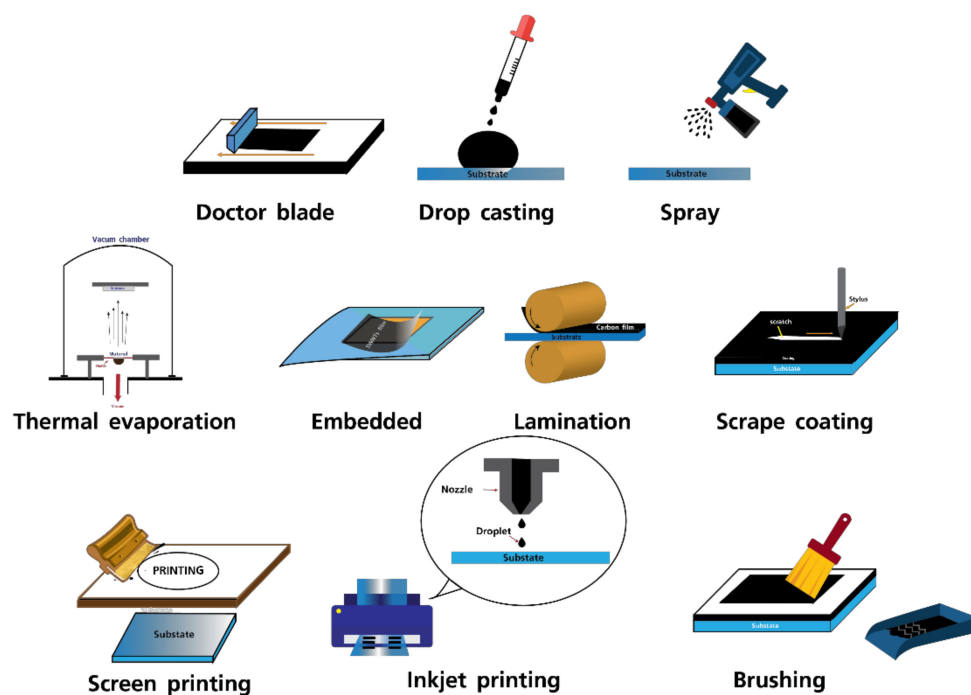 Substrate
Substrate
Doctor blade
Drop casting
Spray
Vacum chamber
Material
Thermal evaporation
Embedded
Carbon film
Substrate
Lamination
Stylus
scratch
Substate
Scrape coating
PRINTING
Substate
Screen printing
Nozzle
Droplet
Substate
Inkjet printing
Substate
Brushing